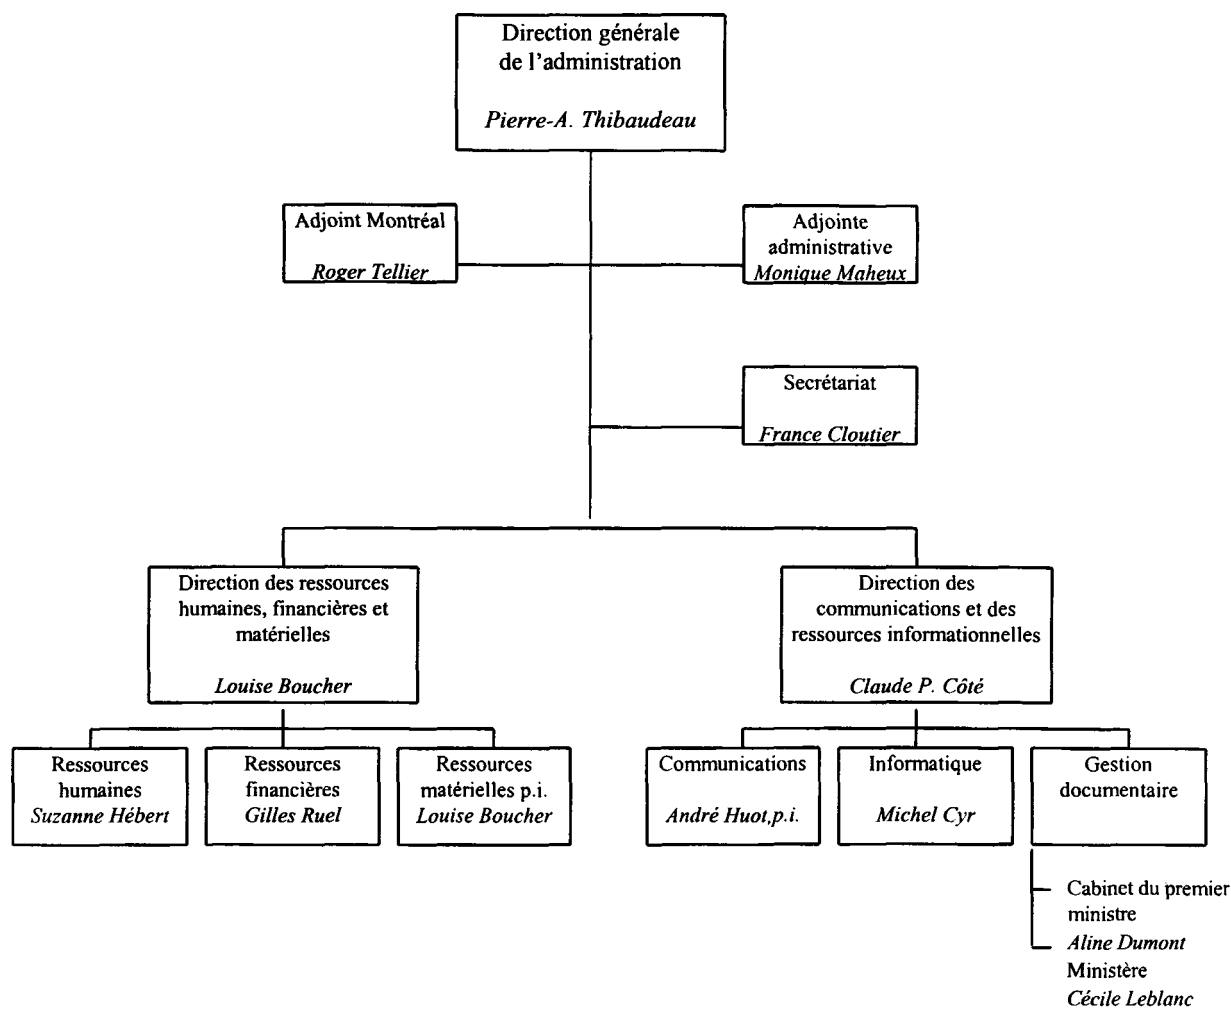 Direction générale
de l'administration
Pierre-A. Thibaudeau
Adjoint Montréal
Roger Tellier
Adjointe
administrative
Monique Maheux
Secrétariat
France Cloutier
Direction des ressources
humaines, financières et
matérielles
Louise Boucher
Direction des
communications et des
ressources informationnelles
Claude P. Côté
Ressources
humaines
Suzanne Hébert
Ressources
financières
Gilles Ruel
Ressources
matérielles p.i.
Louise Boucher
Communications
André Huot,p.i.
Informatique
Michel Cyr
Gestion
documentaire
Cabinet du premier
ministre
Aline Dumont
Ministère
Cécile Leblanc